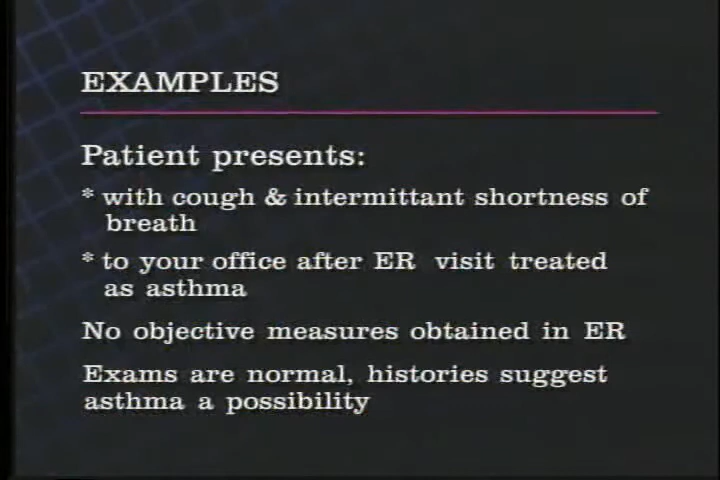 EXAMPLES
Patient presents:
* with cough & intermittant shortness of
breath
* to your office after ER visit treated
as asthma
No objective measures obtained in ER
Exams are normal, histories suggest
asthma a possibility